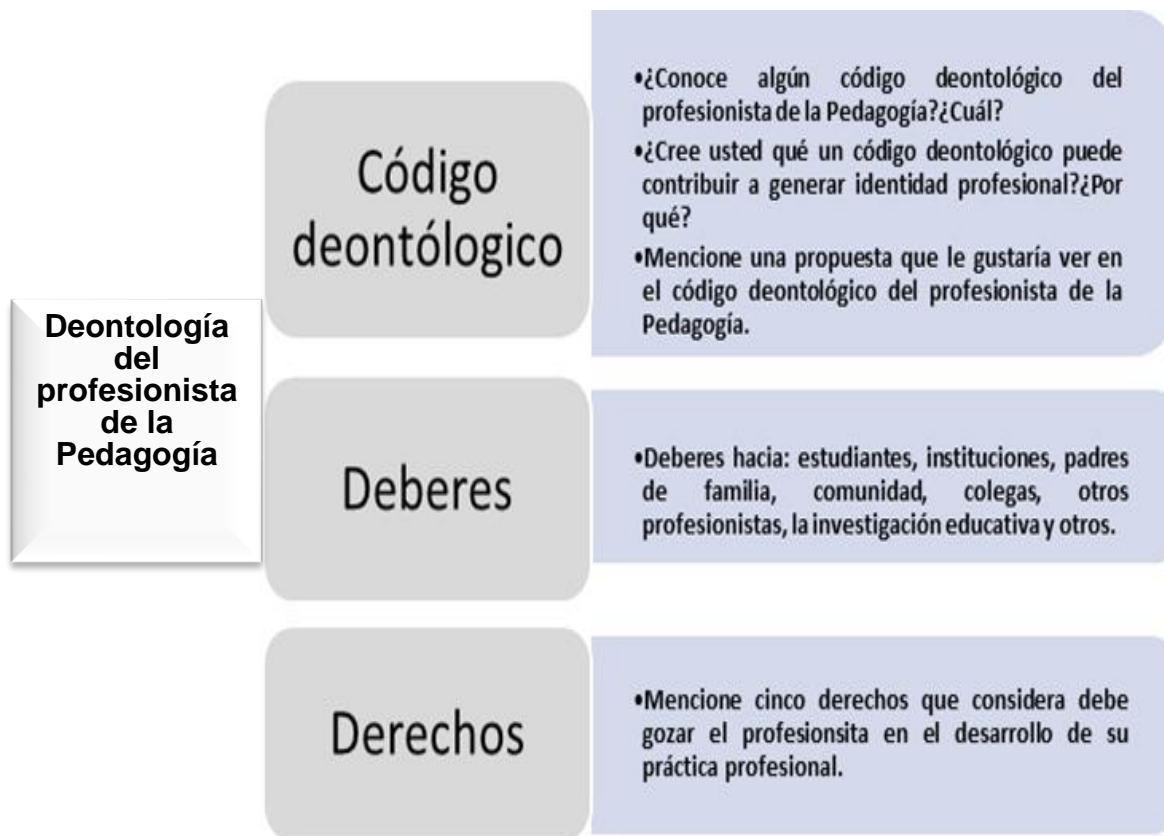 Deontología
del
profesionista
de la
Pedagogía
Código
deontólogico
•¿Conoce algún código deontológico del
profesionista de la Pedagogía?¿Cuál?
•¿Cree usted qué un código deontológico puede
contribuir a generar identidad profesional?¿Por
qué?
•Mencione una propuesta que le gustaría ver en
el código deontológico del profesionista de la
Pedagogía.
Deberes
•Deberes hacia: estudiantes, instituciones, padres
de familia, comunidad, colegas, otros
profesionistas, la investigación educativa y otros.
Derechos
•Mencione cinco derechos que considera debe
gozar el profesionsita en el desarrollo de su
práctica profesional.